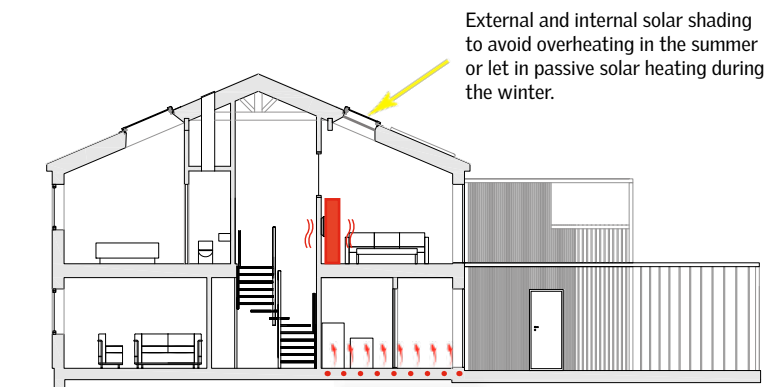 External and internal solar shading
to avoid overheating in the summer
or let in passive solar heating during
the winter.